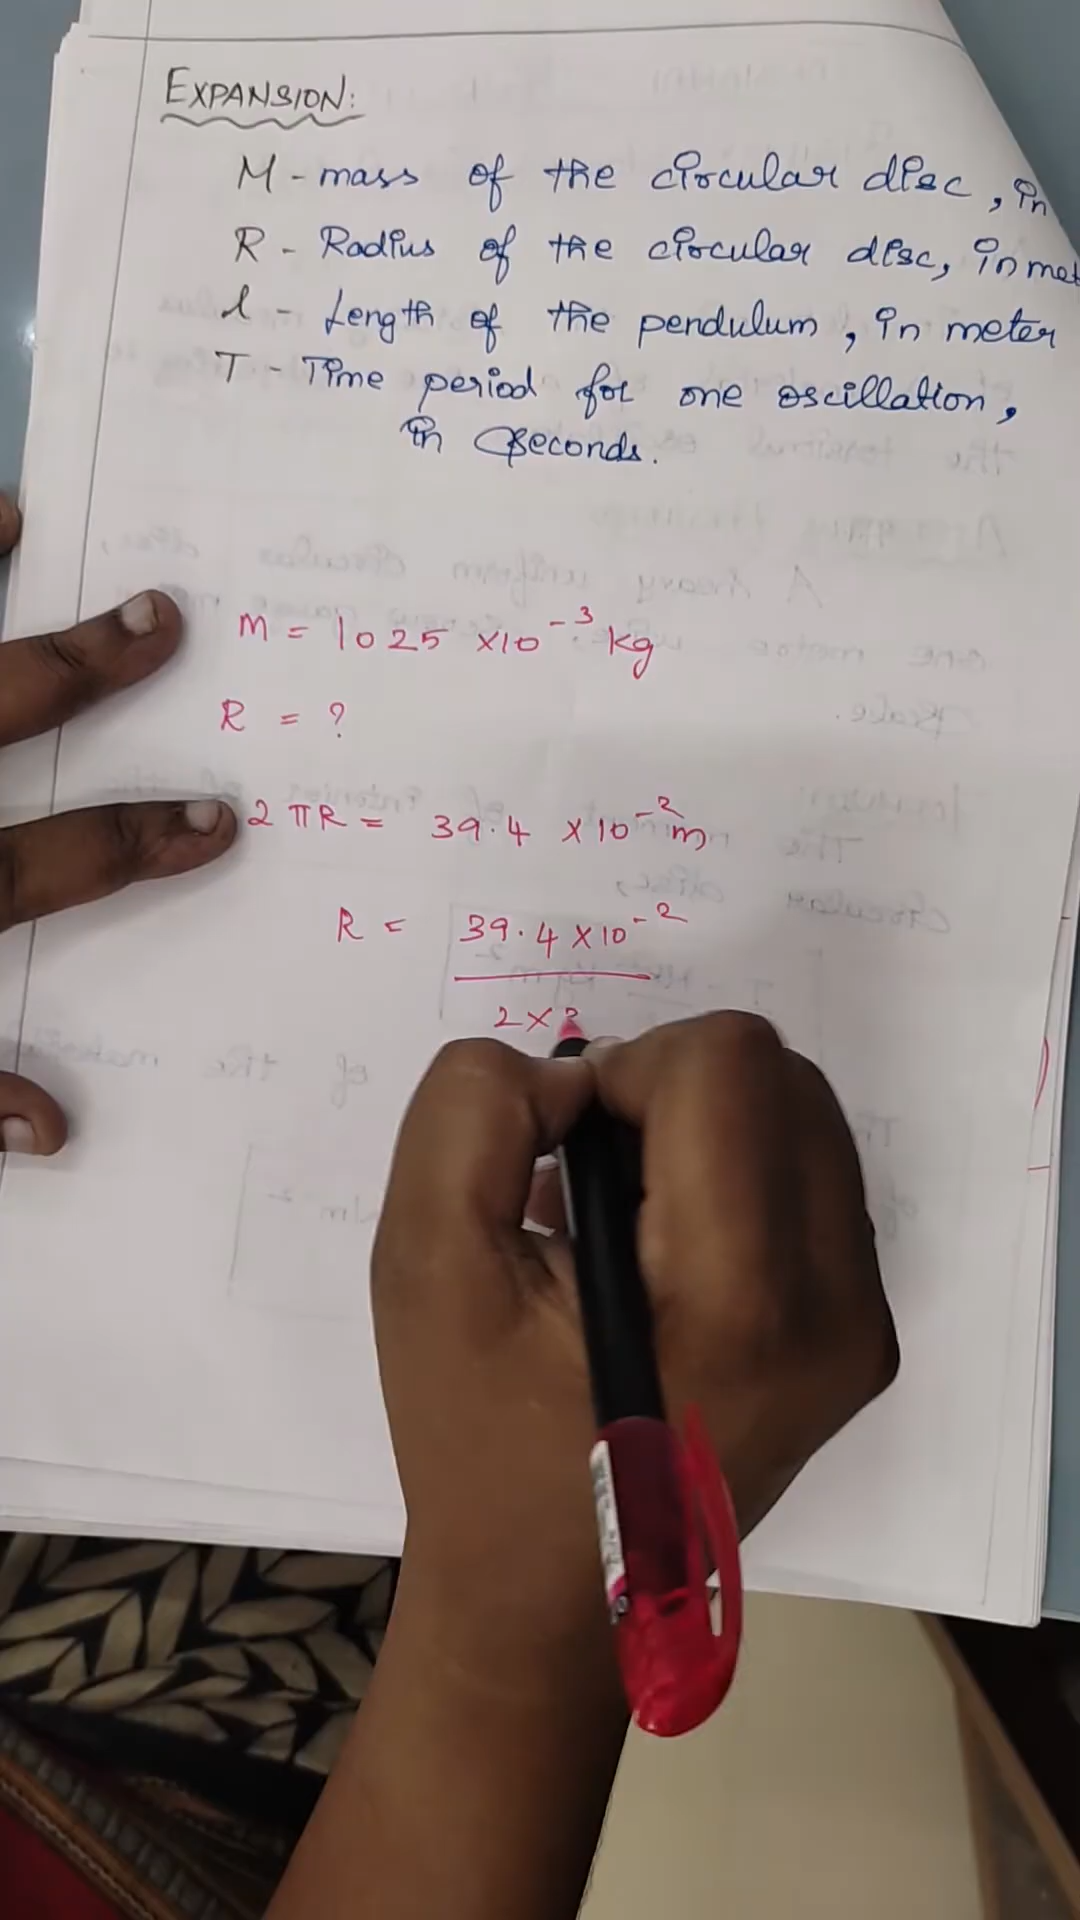 EXPANSION:
M - mass of the circular disc, in
R - Radius of the circular disc, in met
l - Length of the pendulum, in meter
T - Time period for one oscillation,
in seconds.
M = 1025 ×10⁻³ kg
R = ?
2πR = 39.4 ×10⁻² m
R = 39.4 ×10⁻²
2 ×